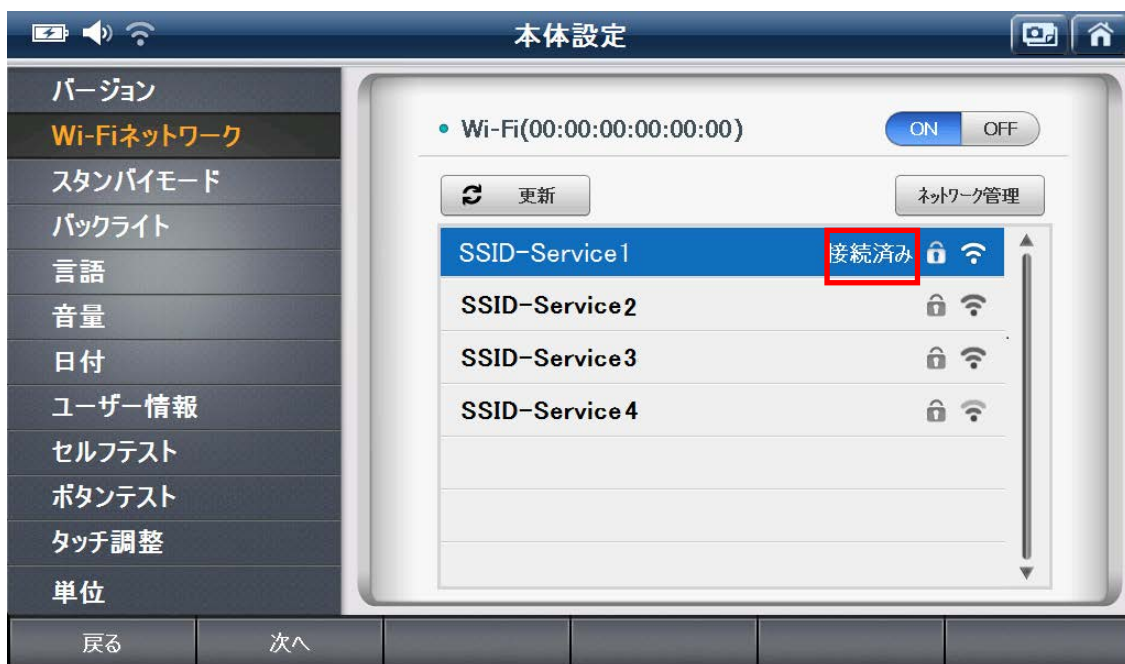 本体設定
バージョン
Wi-Fiネットワーク
スタンバイモード
バックライト
言語
音量
日付
ユーザー情報
セルフテスト
ボタンテスト
タッチ調整
単位
Wi-Fi(00:00:00:00:00:00)
ON OFF
更新
ネットワーク管理
SSID-Service1 接続済み
SSID-Service2
SSID-Service3
SSID-Service4
戻る 次へ